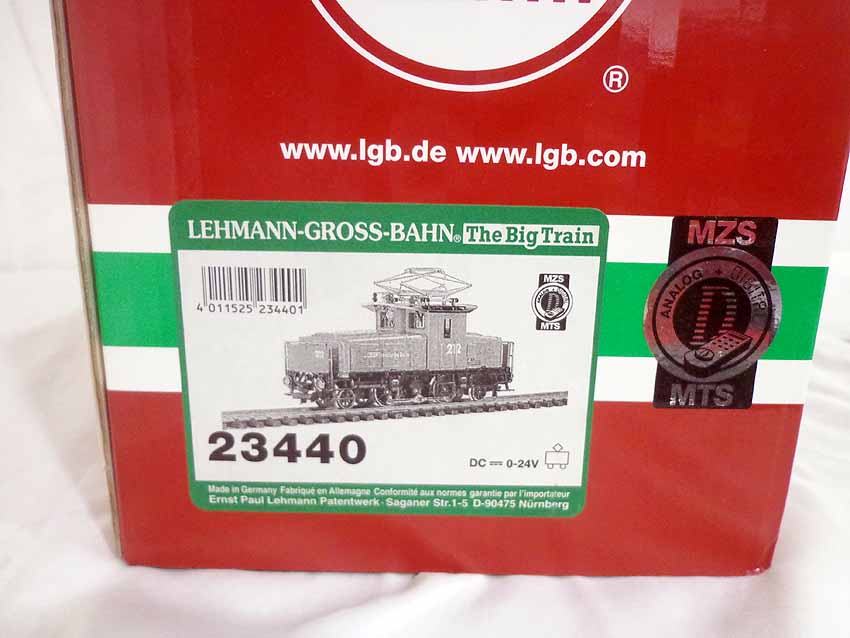 ®
www.lgb.de www.lgb.com
LEHMANN-GROSS-BAHN® The Big Train
4 011525 234401
MZS
MTS
212
23440
DC 0-24V
Made in Germany Fabriqué en Allemagne Conformité aux normes garantie par l'importateur
Ernst Paul Lehmann Patentwerk · Saganer Str.1-5 D-90475 Nürnberg
MZS
ANALOG + DIGITAL
D
MTS